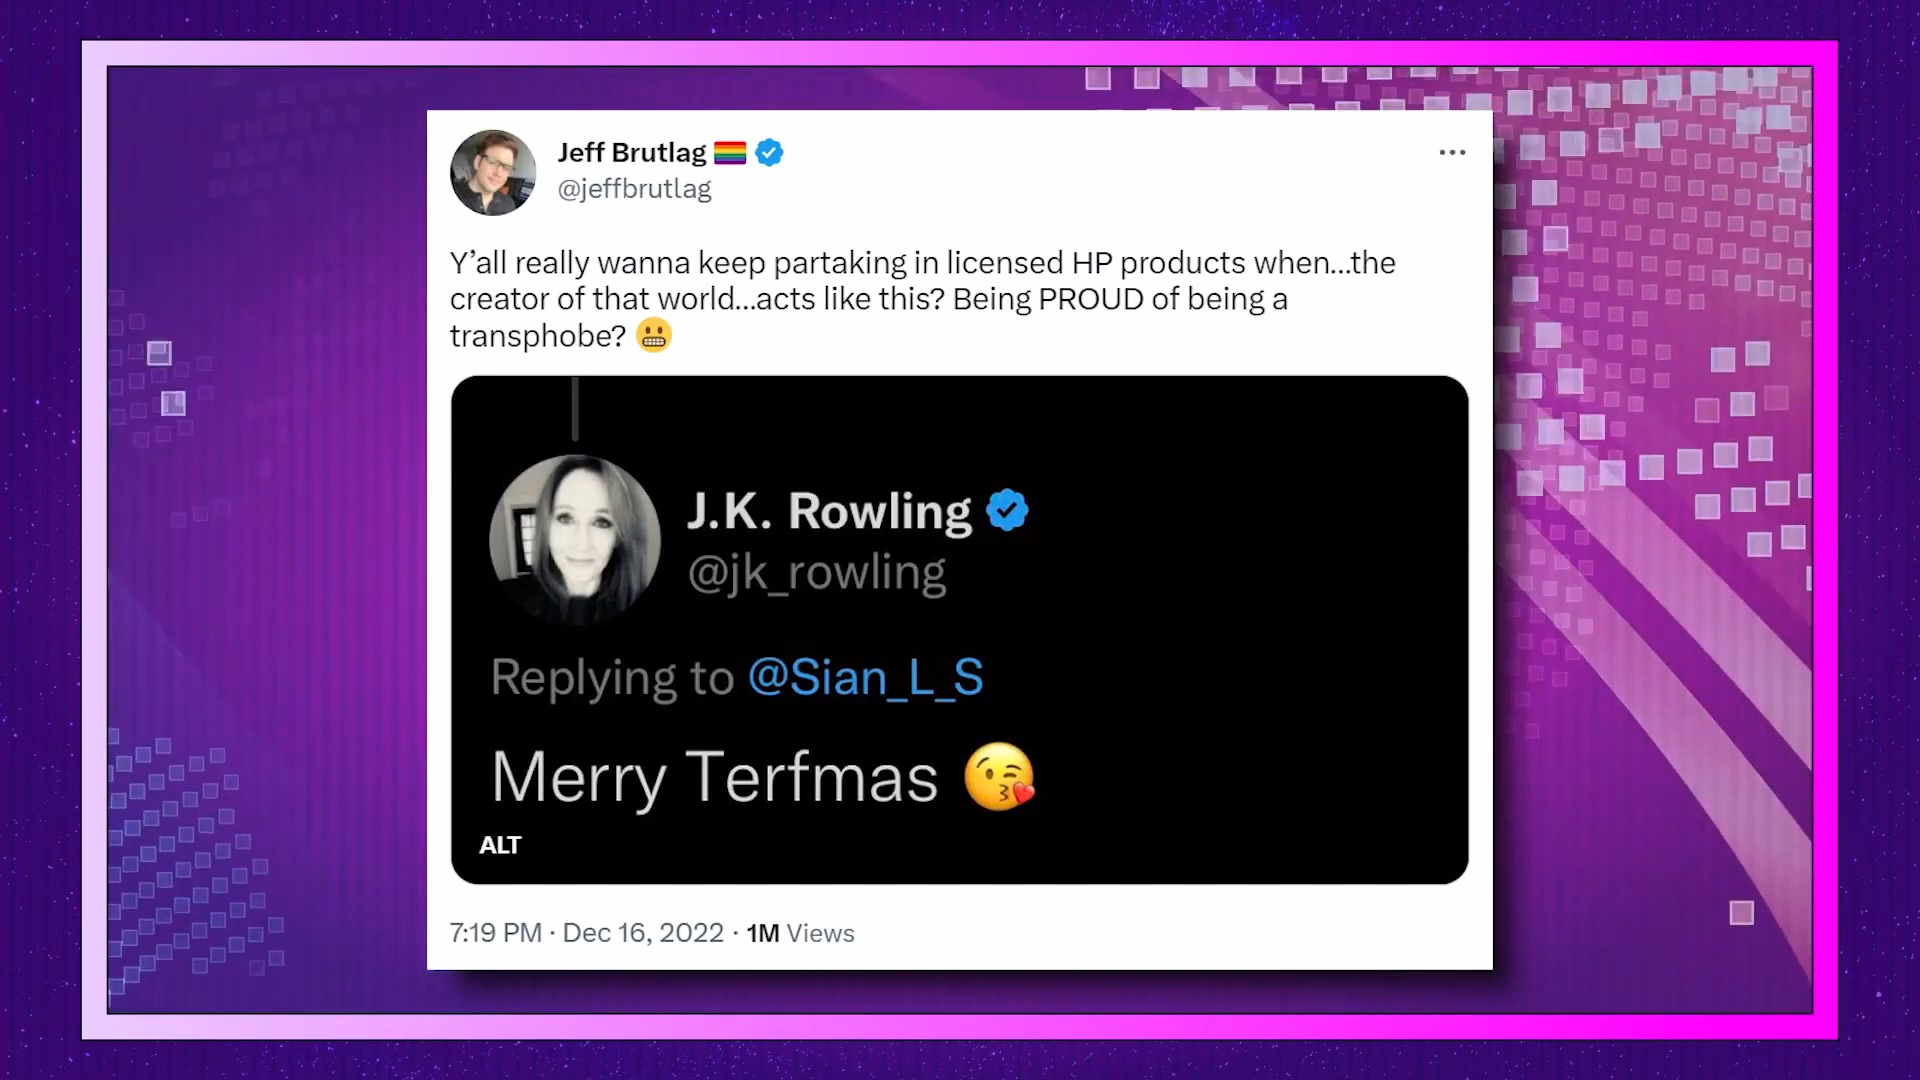 Jeff Brutlag 🏳️‍🌈
@jeffbrutlag
Y’all really wanna keep partaking in licensed HP products when...the
creator of that world...acts like this? Being PROUD of being a
transphobe? 😬
J.K. Rowling
@jk_rowling
Replying to @Sian_L_S
Merry Terfmas 😘
ALT
7:19 PM · Dec 16, 2022 · 1M Views